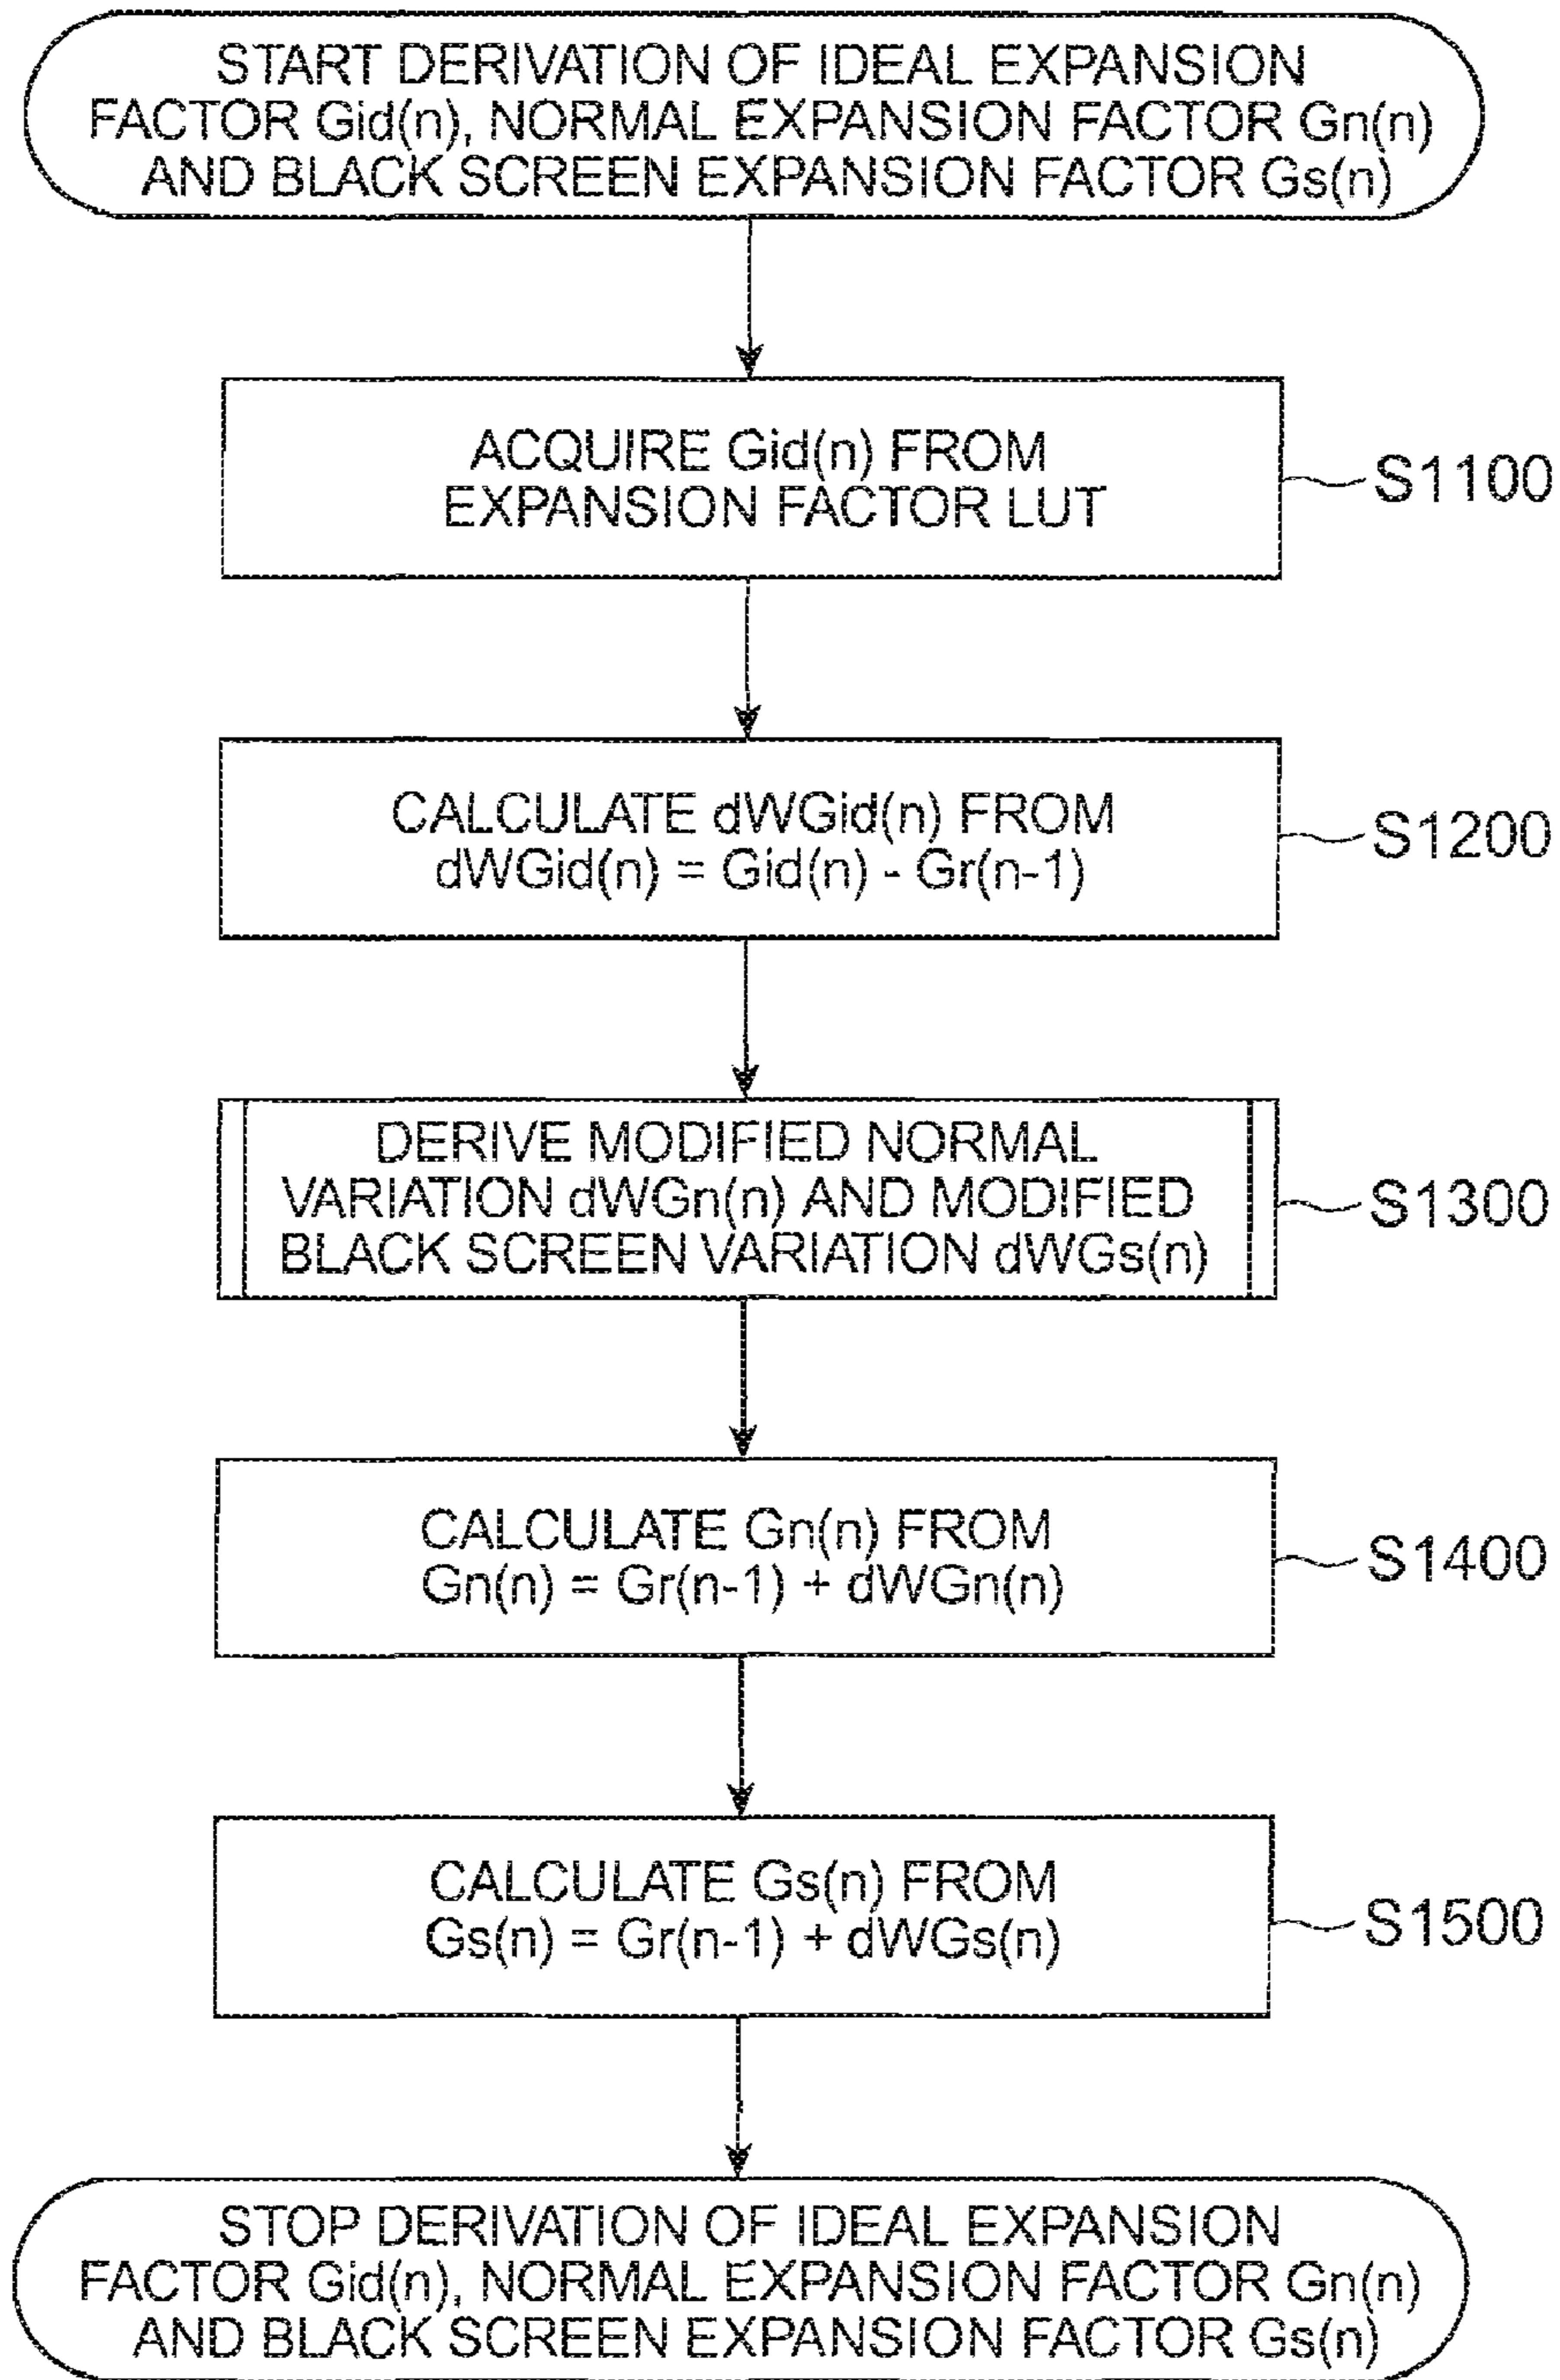 START DERIVATION OF IDEAL EXPANSION
FACTOR Gid(n), NORMAL EXPANSION FACTOR Gn(n)
AND BLACK SCREEN EXPANSION FACTOR Gs(n)
ACQUIRE Gid(n) FROM
EXPANSION FACTOR LUT
S1100
CALCULATE dWGid(n) FROM
dWGid(n) = Gid(n) - Gr(n-1)
S1200
DERIVE MODIFIED NORMAL
VARIATION dWGn(n) AND MODIFIED
BLACK SCREEN VARIATION dWGs(n)
S1300
CALCULATE Gn(n) FROM
Gn(n) = Gr(n-1) + dWGn(n)
S1400
CALCULATE Gs(n) FROM
Gs(n) = Gr(n-1) + dWGs(n)
S1500
STOP DERIVATION OF IDEAL EXPANSION
FACTOR Gid(n), NORMAL EXPANSION FACTOR Gn(n)
AND BLACK SCREEN EXPANSION FACTOR Gs(n)